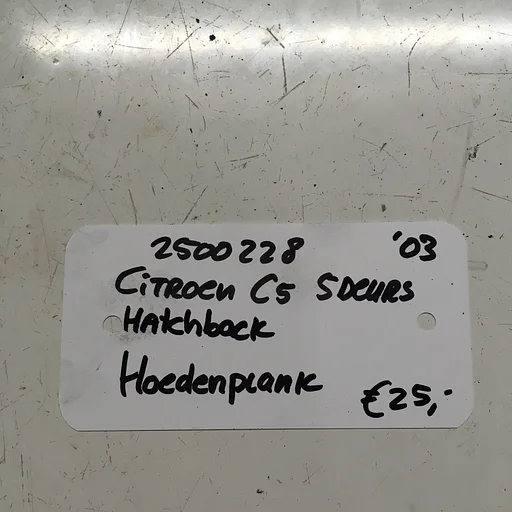 2500228 '03
CiTROEN C5 5DEURS
HAtchback
Hoedenplank
€25,-